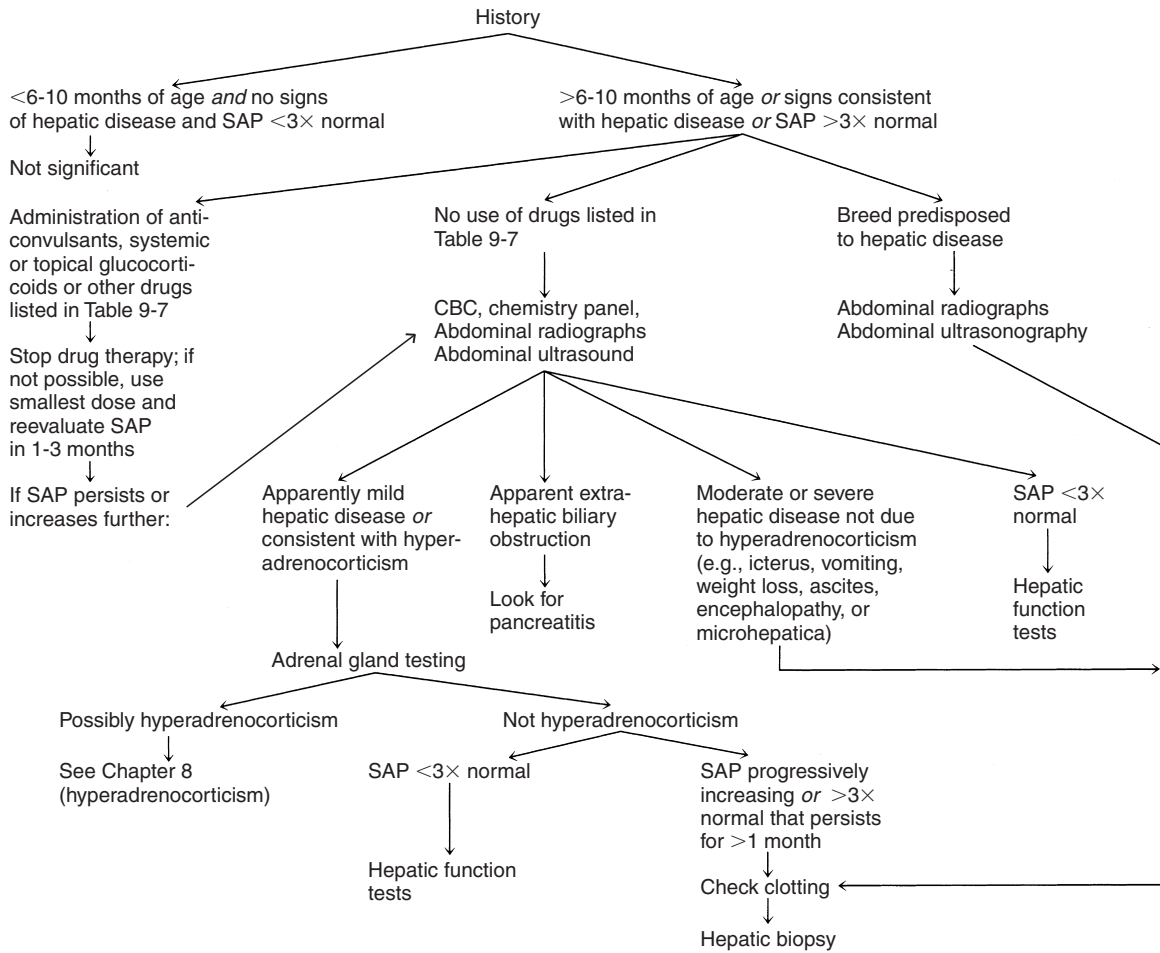 History
<6-10 months of age and no signs
of hepatic disease and SAP <3× normal
>6-10 months of age or signs consistent
with hepatic disease or SAP >3× normal
Not significant
Administration of anti-
convulsants, systemic
or topical glucocorti-
coids or other drugs
listed in Table 9-7
No use of drugs listed in
Table 9-7
Breed predisposed
to hepatic disease
CBC, chemistry panel,
Abdominal radiographs
Abdominal ultrasound
Abdominal radiographs
Abdominal ultrasonography
Stop drug therapy; if
not possible, use
smallest dose and
reevaluate SAP
in 1-3 months
If SAP persists or
increases further:
Apparently mild
hepatic disease or
consistent with hyper-
adrenocorticism
Apparent extra-
hepatic biliary
obstruction
Moderate or severe
hepatic disease not due
to hyperadrenocorticism
(e.g., icterus, vomiting,
weight loss, ascites,
encephalopathy, or
microhepatica)
SAP <3×
normal
Look for
pancreatitis
Hepatic
function
tests
Adrenal gland testing
Possibly hyperadrenocorticism
Not hyperadrenocorticism
See Chapter 8
(hyperadrenocorticism)
SAP <3× normal
SAP progressively
increasing or >3×
normal that persists
for >1 month
Hepatic function
tests
Check clotting
Hepatic biopsy